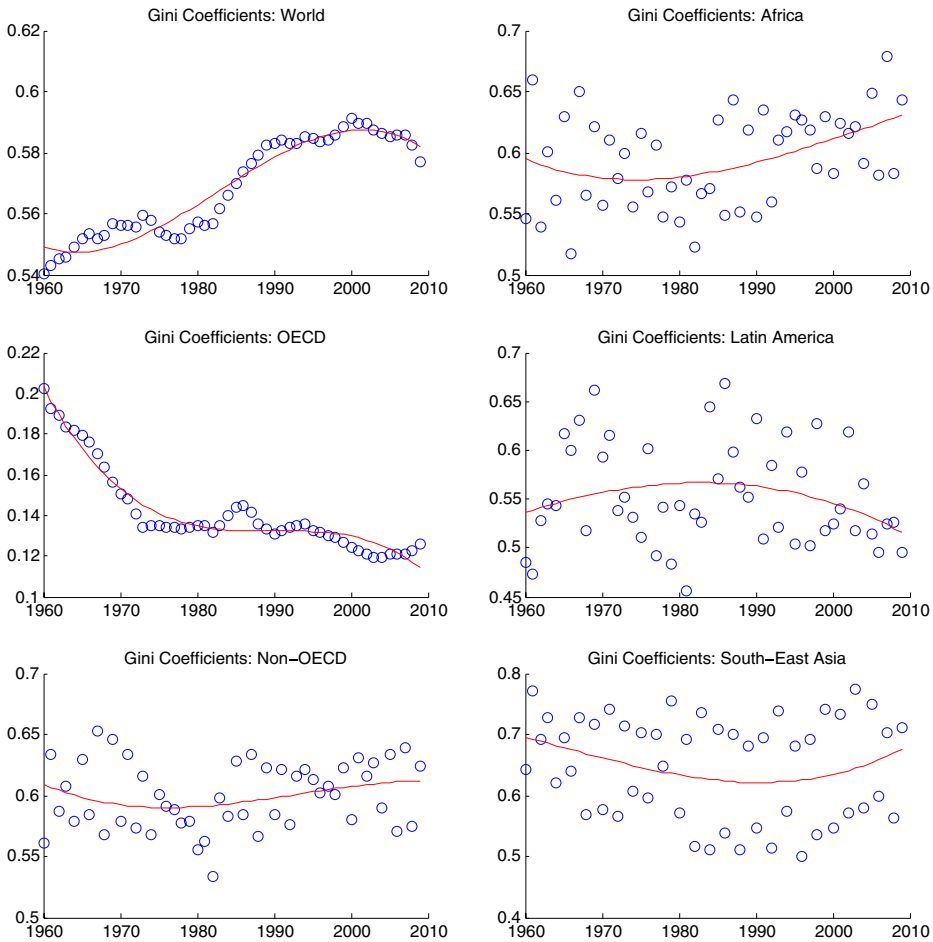 Gini Coefficients: World
0.62
0.6
0.58
0.56
0.54
1960 1970 1980 1990 2000 2010
Gini Coefficients: Africa
0.7
0.65
0.6
0.55
0.5
1960 1970 1980 1990 2000 2010
Gini Coefficients: OECD
0.22
0.2
0.18
0.16
0.14
0.12
0.1
1960 1970 1980 1990 2000 2010
Gini Coefficients: Latin America
0.7
0.65
0.6
0.55
0.5
0.45
1960 1970 1980 1990 2000 2010
Gini Coefficients: Non−OECD
0.7
0.65
0.6
0.55
0.5
1960 1970 1980 1990 2000 2010
Gini Coefficients: South−East Asia
0.8
0.7
0.6
0.5
0.4
1960 1970 1980 1990 2000 2010